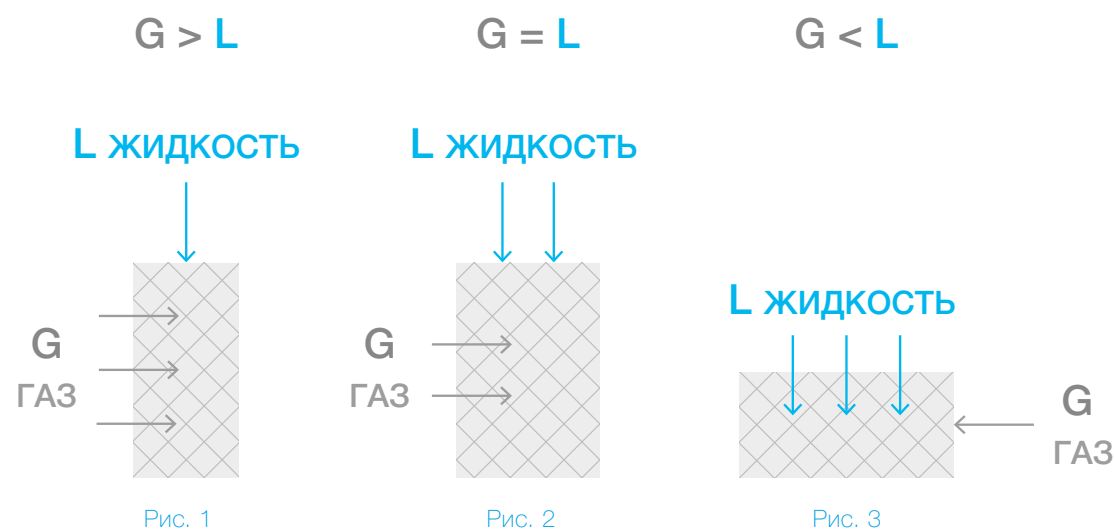 G > L
G = L
G < L
L жидкость
L жидкость
L жидкость
G
газ
G
газ
G
газ
Рис. 1
Рис. 2
Рис. 3